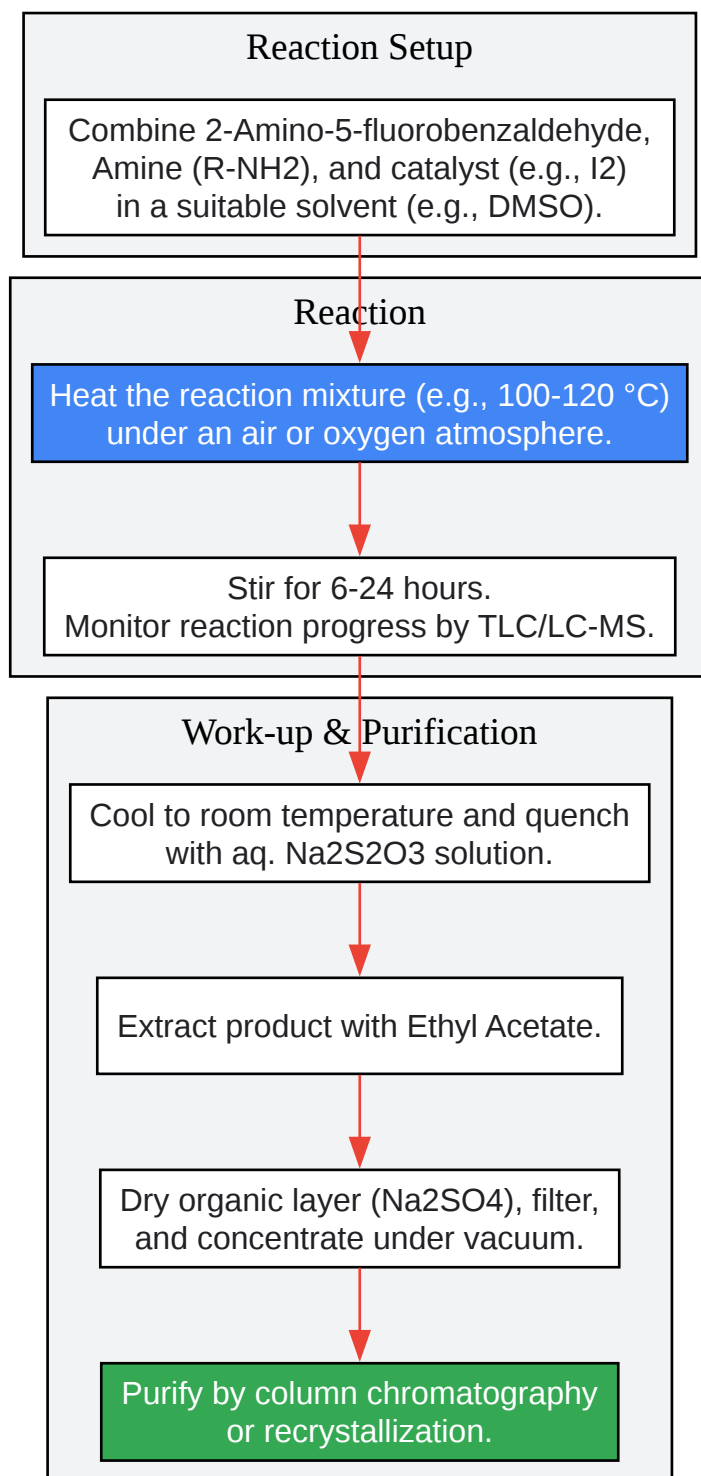 Reaction Setup
Combine 2-Amino-5-fluorobenzaldehyde,
Amine (R-NH2), and catalyst (e.g., I2)
in a suitable solvent (e.g., DMSO).
Reaction
Heat the reaction mixture (e.g., 100-120 °C)
under an air or oxygen atmosphere.
Stir for 6-24 hours.
Monitor reaction progress by TLC/LC-MS.
Work-up & Purification
Cool to room temperature and quench
with aq. Na2S2O3 solution.
Extract product with Ethyl Acetate.
Dry organic layer (Na2SO4), filter,
and concentrate under vacuum.
Purify by column chromatography
or recrystallization.